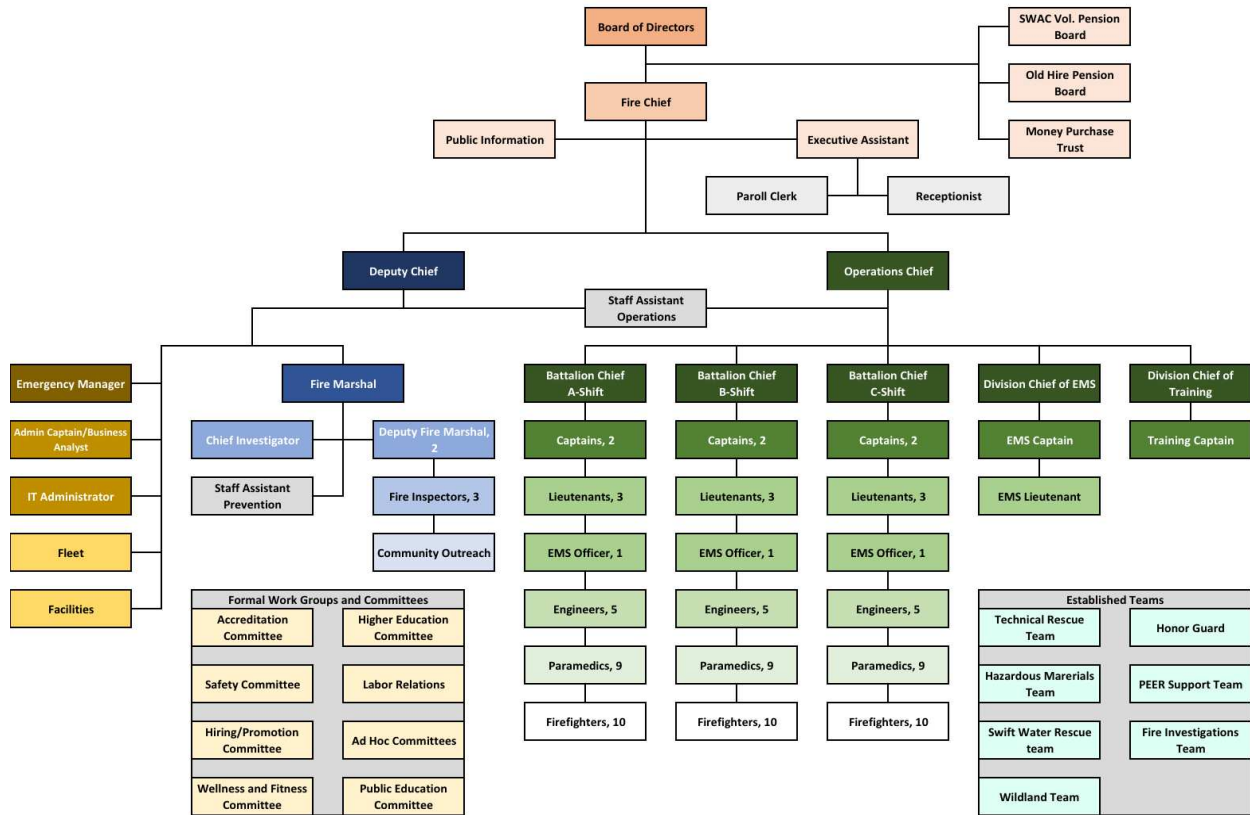 Board of Directors
SWAC Vol. Pension
Board
Old Hire Pension
Board
Fire Chief
Public Information
Executive Assistant
Money Purchase
Trust
Paroll Clerk
Receptionist
Deputy Chief
Operations Chief
Staff Assistant
Operations
Emergency Manager
Fire Marshal
Battalion Chief
A-Shift
Battalion Chief
B-Shift
Battalion Chief
C-Shift
Division Chief of EMS
Division Chief of
Training
Admin Captain/Business
Analyst
Chief Investigator
Deputy Fire Marshal,
2
Captains, 2
Captains, 2
Captains, 2
EMS Captain
Training Captain
IT Administrator
Staff Assistant
Prevention
Fire Inspectors, 3
Lieutenants, 3
Lieutenants, 3
Lieutenants, 3
EMS Lieutenant
Fleet
Community Outreach
EMS Officer, 1
EMS Officer, 1
EMS Officer, 1
Facilities
Engineers, 5
Engineers, 5
Engineers, 5
Paramedics, 9
Paramedics, 9
Paramedics, 9
Firefighters, 10
Firefighters, 10
Firefighters, 10
Formal Work Groups and Committees
Accreditation
Committee
Higher Education
Committee
Safety Committee
Labor Relations
Hiring/Promotion
Committee
Ad Hoc Committees
Wellness and Fitness
Committee
Public Education
Committee
Established Teams
Technical Rescue
Team
Honor Guard
Hazardous Marerials
Team
PEER Support Team
Swift Water Rescue
team
Fire Investigations
Team
Wildland Team